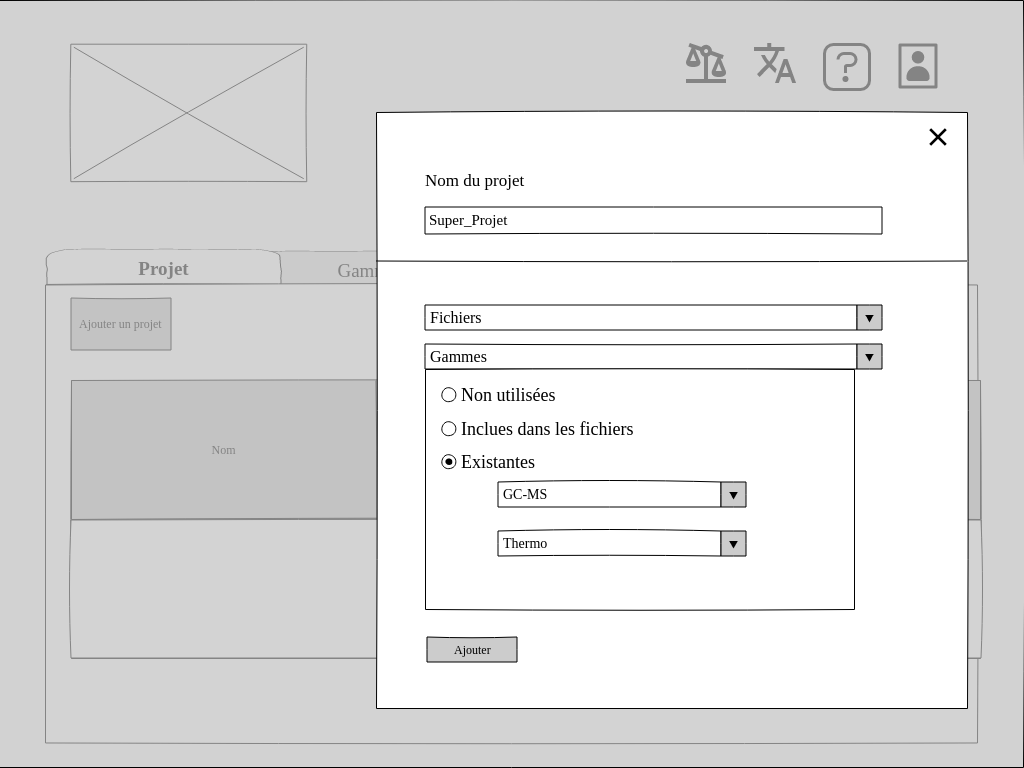 Nom du projet
Super_Projet
Projet
Gam
Ajouter un projet
Fichiers
Gammes
Non utilisées
Inclues dans les fichiers
Nom
Existantes
GC-MS
Thermo
Ajouter